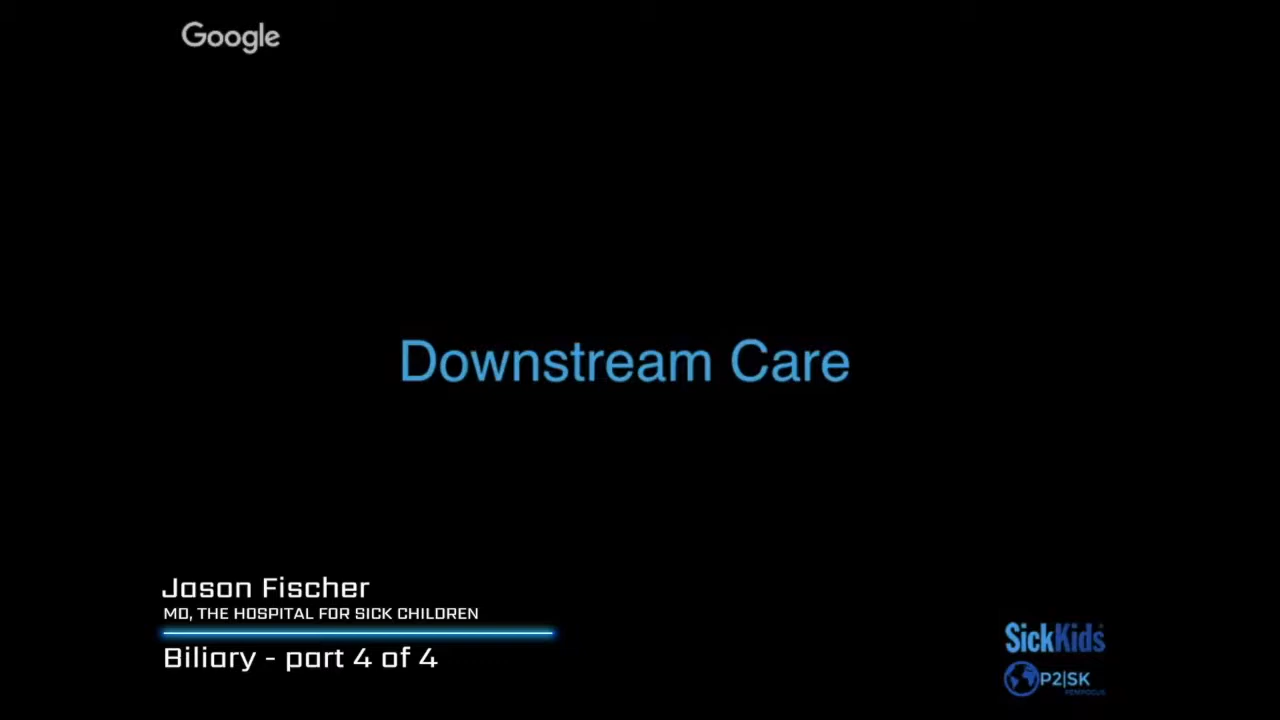 Google
Downstream Care
Jason Fischer
MD, THE HOSPITAL FOR SICK CHILDREN
Biliary - part 4 of 4
SickKids
P2|SK